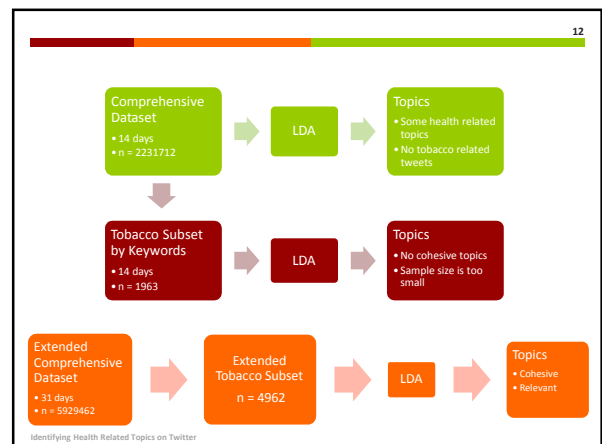 12
Comprehensive
Dataset
• 14 days
• n = 2231712
LDA
Topics
• Some health related
topics
• No tobacco related
tweets
Tobacco Subset
by Keywords
• 14 days
• n = 1963
LDA
Topics
• No cohesive topics
• Sample size is too
small
Extended
Comprehensive
Dataset
• 31 days
• n = 5929462
Extended
Tobacco Subset
n = 4962
LDA
Topics
• Cohesive
• Relevant
Identifying Health Related Topics on Twitter